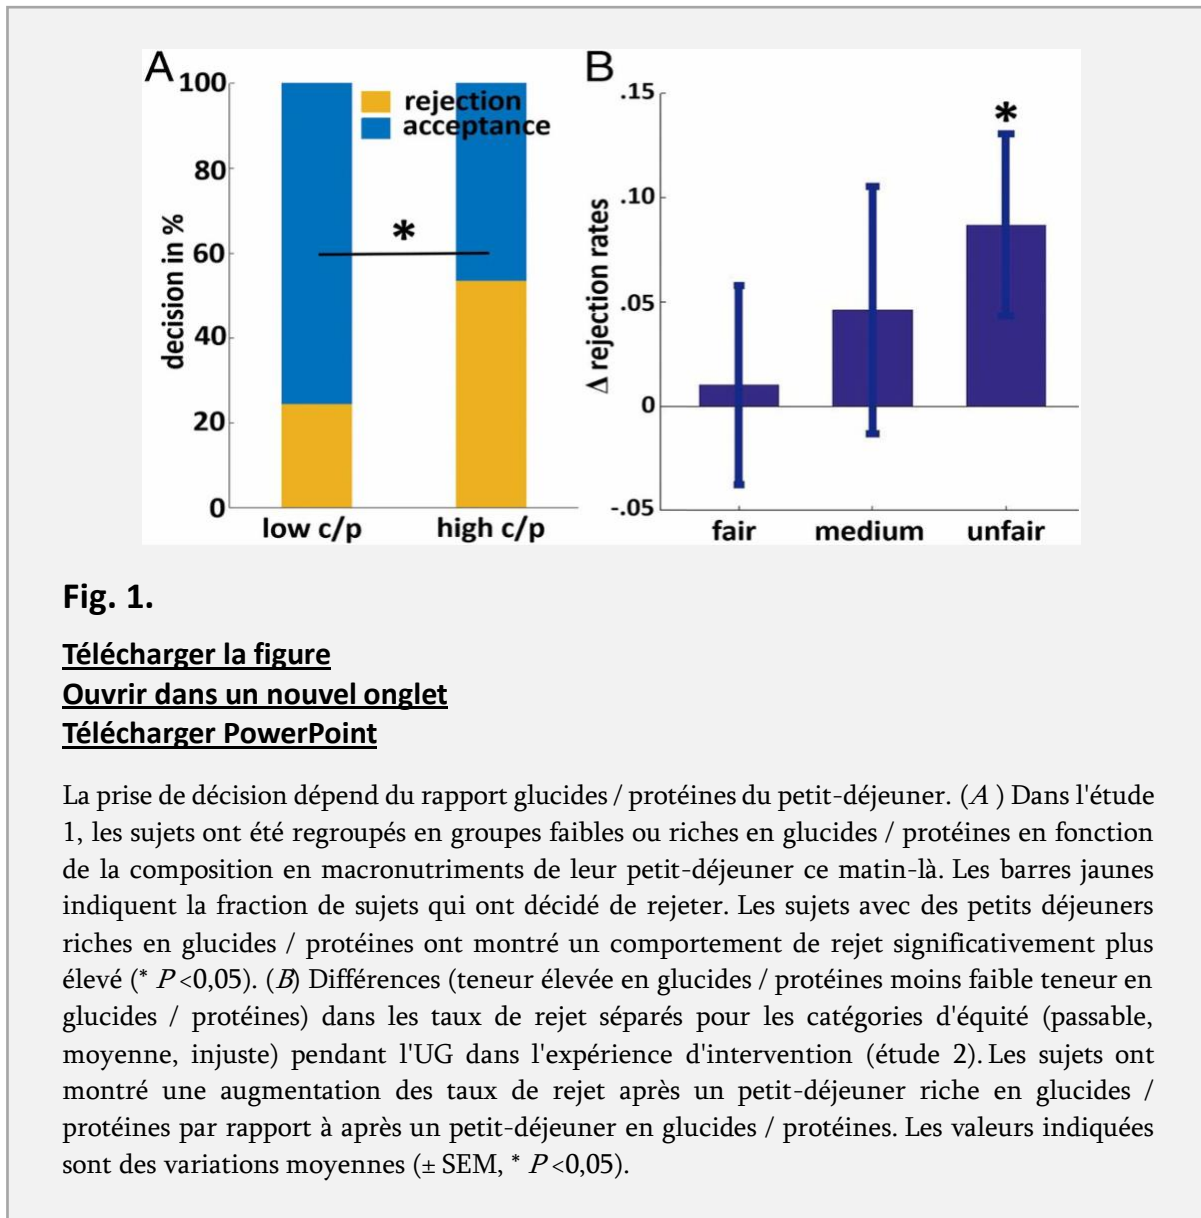 A
B
100
80
60
40
20
0
decision in %
rejection
acceptance
*
low c/p
high c/p
.15
.10
.05
0
-.05
Δ rejection rates
*
fair
medium
unfair
Fig. 1.
Télécharger la figure
Ouvrir dans un nouvel onglet
Télécharger PowerPoint
La prise de décision dépend du rapport glucides / protéines du petit-déjeuner. (A ) Dans l'étude
1, les sujets ont été regroupés en groupes faibles ou riches en glucides / protéines en fonction
de la composition en macronutriments de leur petit-déjeuner ce matin-là. Les barres jaunes
indiquent la fraction de sujets qui ont décidé de rejeter. Les sujets avec des petits déjeuners
riches en glucides / protéines ont montré un comportement de rejet significativement plus
élevé (* P <0,05). (B) Différences (teneur élevée en glucides / protéines moins faible teneur en
glucides / protéines) dans les taux de rejet séparés pour les catégories d'équité (passable,
moyenne, injuste) pendant l'UG dans l'expérience d'intervention (étude 2). Les sujets ont
montré une augmentation des taux de rejet après un petit-déjeuner riche en glucides /
protéines par rapport à après un petit-déjeuner en glucides / protéines. Les valeurs indiquées
sont des variations moyennes (± SEM, * P <0,05).